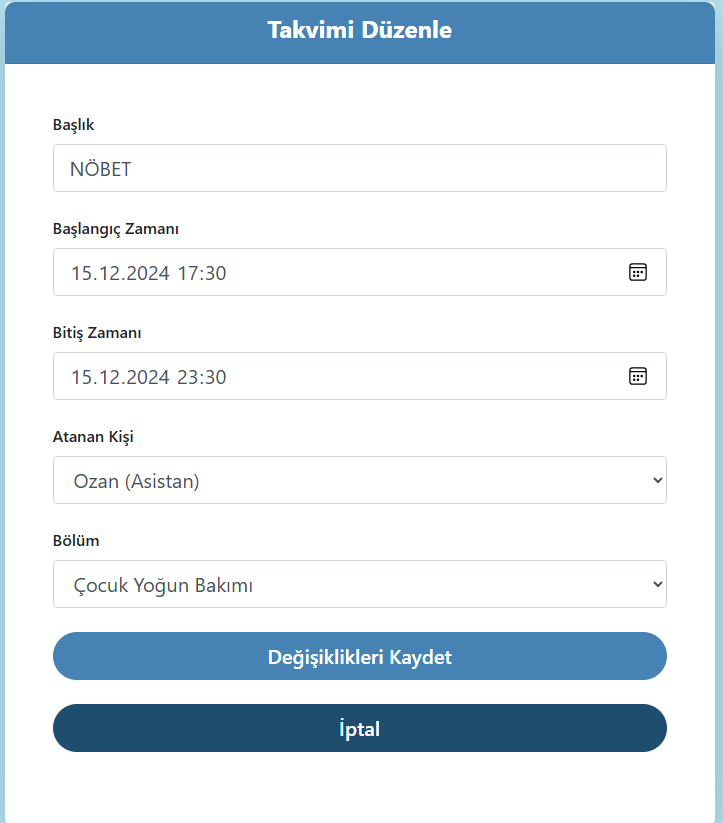 Takvimi Düzenle
Başlık
NÖBET
Başlangıç Zamanı
15.12.2024 17:30
Bitiş Zamanı
15.12.2024 23:30
Atanan Kişi
Ozan (Asistan)
Bölüm
Çocuk Yoğun Bakımı
Değişiklikleri Kaydet
İptal